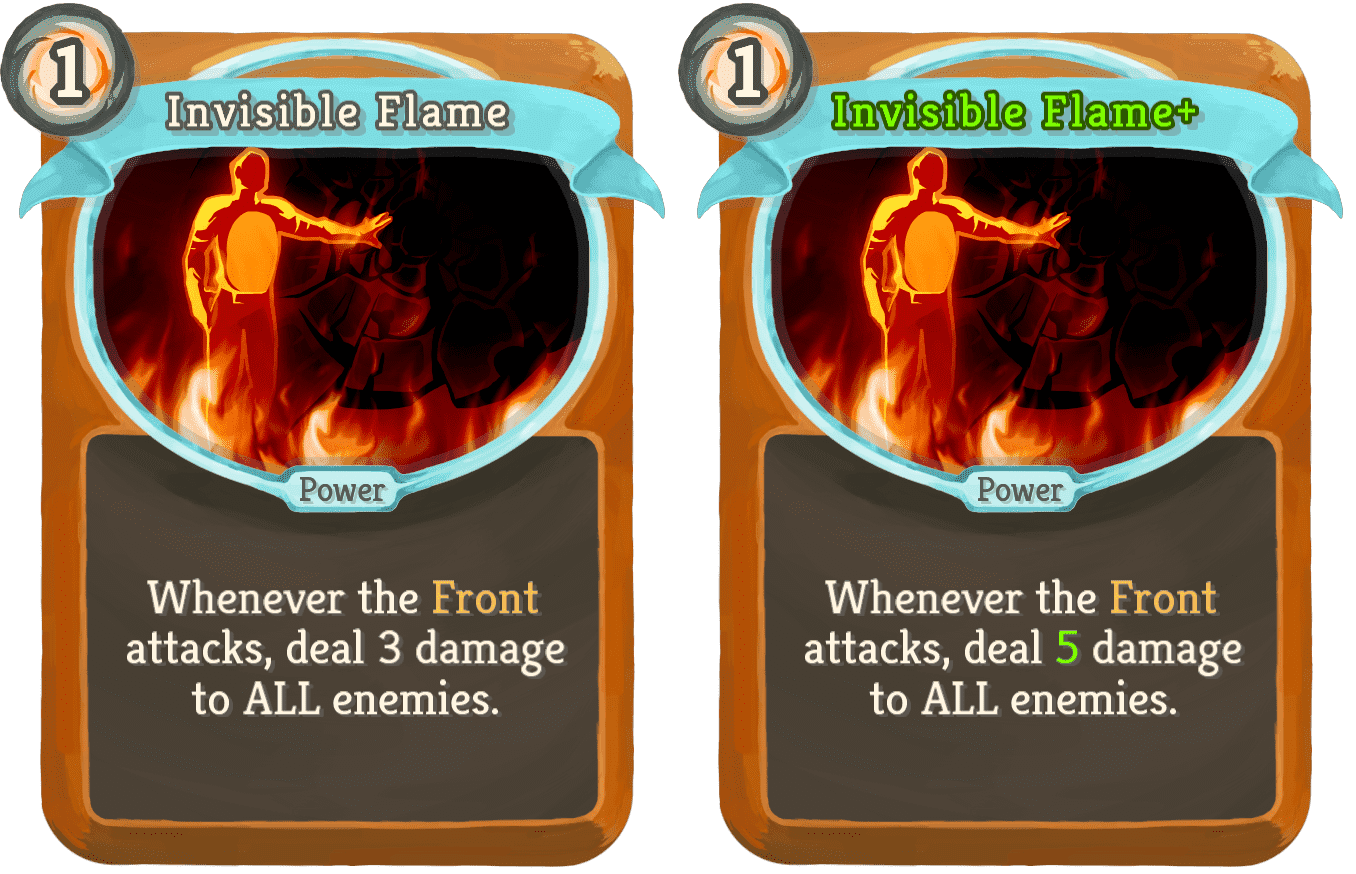 1
Invisible Flame
Power
Whenever the Front
attacks, deal 3 damage
to ALL enemies.
1
Invisible Flame+
Power
Whenever the Front
attacks, deal 5 damage
to ALL enemies.